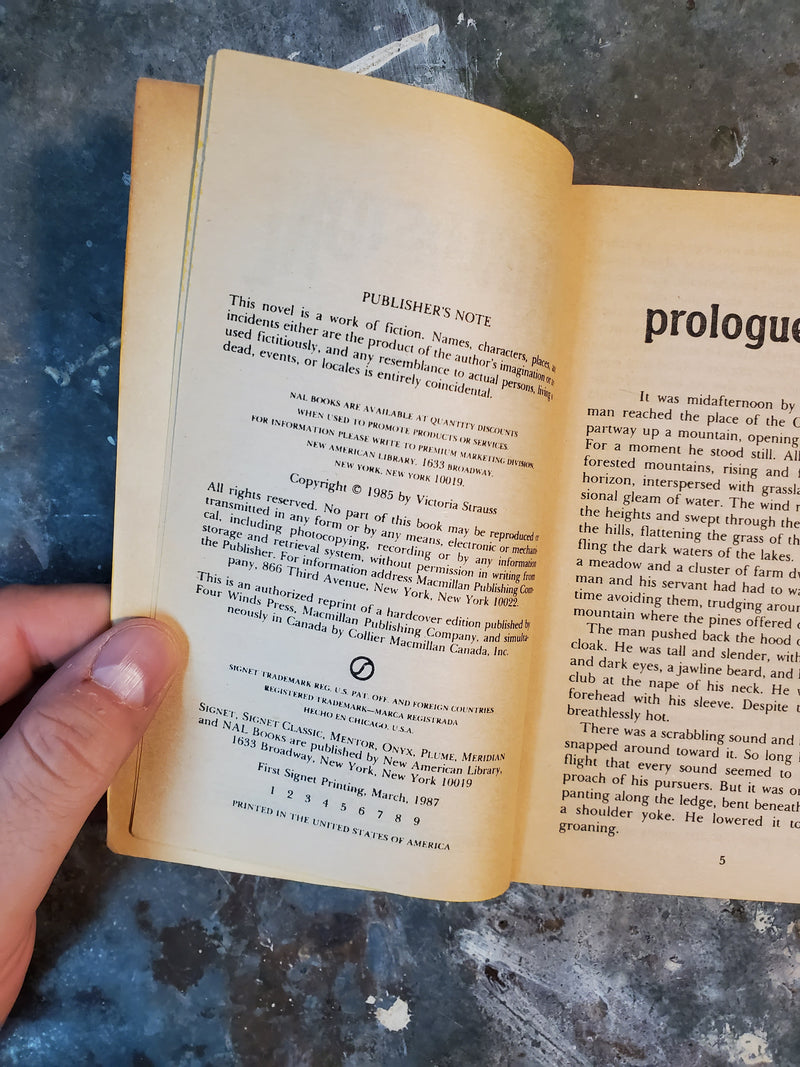 PUBLISHER'S NOTE
This novel is a work of fiction. Names, characters, places,
incidents either are the product of the author's imagination or
used fictitiously, and any resemblance to actual persons, living
dead, events, or locales is entirely coincidental.
NAL BOOKS ARE AVAILABLE AT QUANTITY DISCOUNTS
WHEN USED TO PROMOTE PRODUCTS OR SERVICES.
FOR INFORMATION PLEASE WRITE TO PREMIUM MARKETING DIVISION,
NEW AMERICAN LIBRARY, 1633 BROADWAY,
NEW YORK, NEW YORK 10019.
Copyright © 1985 by Victoria Strauss
All rights reserved. No part of this book may be reproduced or
transmitted in any form or by any means, electronic or mechani-
cal, including photocopying, recording or by any information
storage and retrieval system, without permission in writing from
the Publisher. For information address Macmillan Publishing Com-
pany, 866 Third Avenue, New York, New York 10022.
This is an authorized reprint of a hardcover edition published by
Four Winds Press, Macmillan Publishing Company, and simulta-
neously in Canada by Collier Macmillan Canada, Inc.
SIGNET TRADEMARK REG. U.S. PAT. OFF. AND FOREIGN COUNTRIES
REGISTERED TRADEMARK—MARCA REGISTRADA
HECHO EN CHICAGO, U.S.A.
SIGNET, SIGNET CLASSIC, MENTOR, ONYX, PLUME, MERIDIAN
and NAL BOOKS are published by New American Library,
1633 Broadway, New York, New York 10019
First Signet Printing, March, 1987
1 2 3 4 5 6 7 8 9
PRINTED IN THE UNITED STATES OF AMERICA
prologue
It was midafternoon by
man reached the place of the
partway up a mountain, opening
For a moment he stood still. All
forested mountains, rising and
horizon, interspersed with
sional gleam of water. The wind
the heights and swept through the
the hills, flattening the grass of
fling the dark waters of the lakes.
a meadow and a cluster of farm
man and his servant had had to
time avoiding them, trudging
mountain where the pines offered
The man pushed back the hood
cloak. He was tall and slender, with
and dark eyes, a jawline beard, and
club at the nape of his neck. He
forehead with his sleeve. Despite
breathlessly hot.
There was a scrabbling sound and
snapped around toward it. So long
flight that every sound seemed to
proach of his pursuers. But it was
panting along the ledge, bent beneath
a shoulder yoke. He lowered it to
groaning.
5